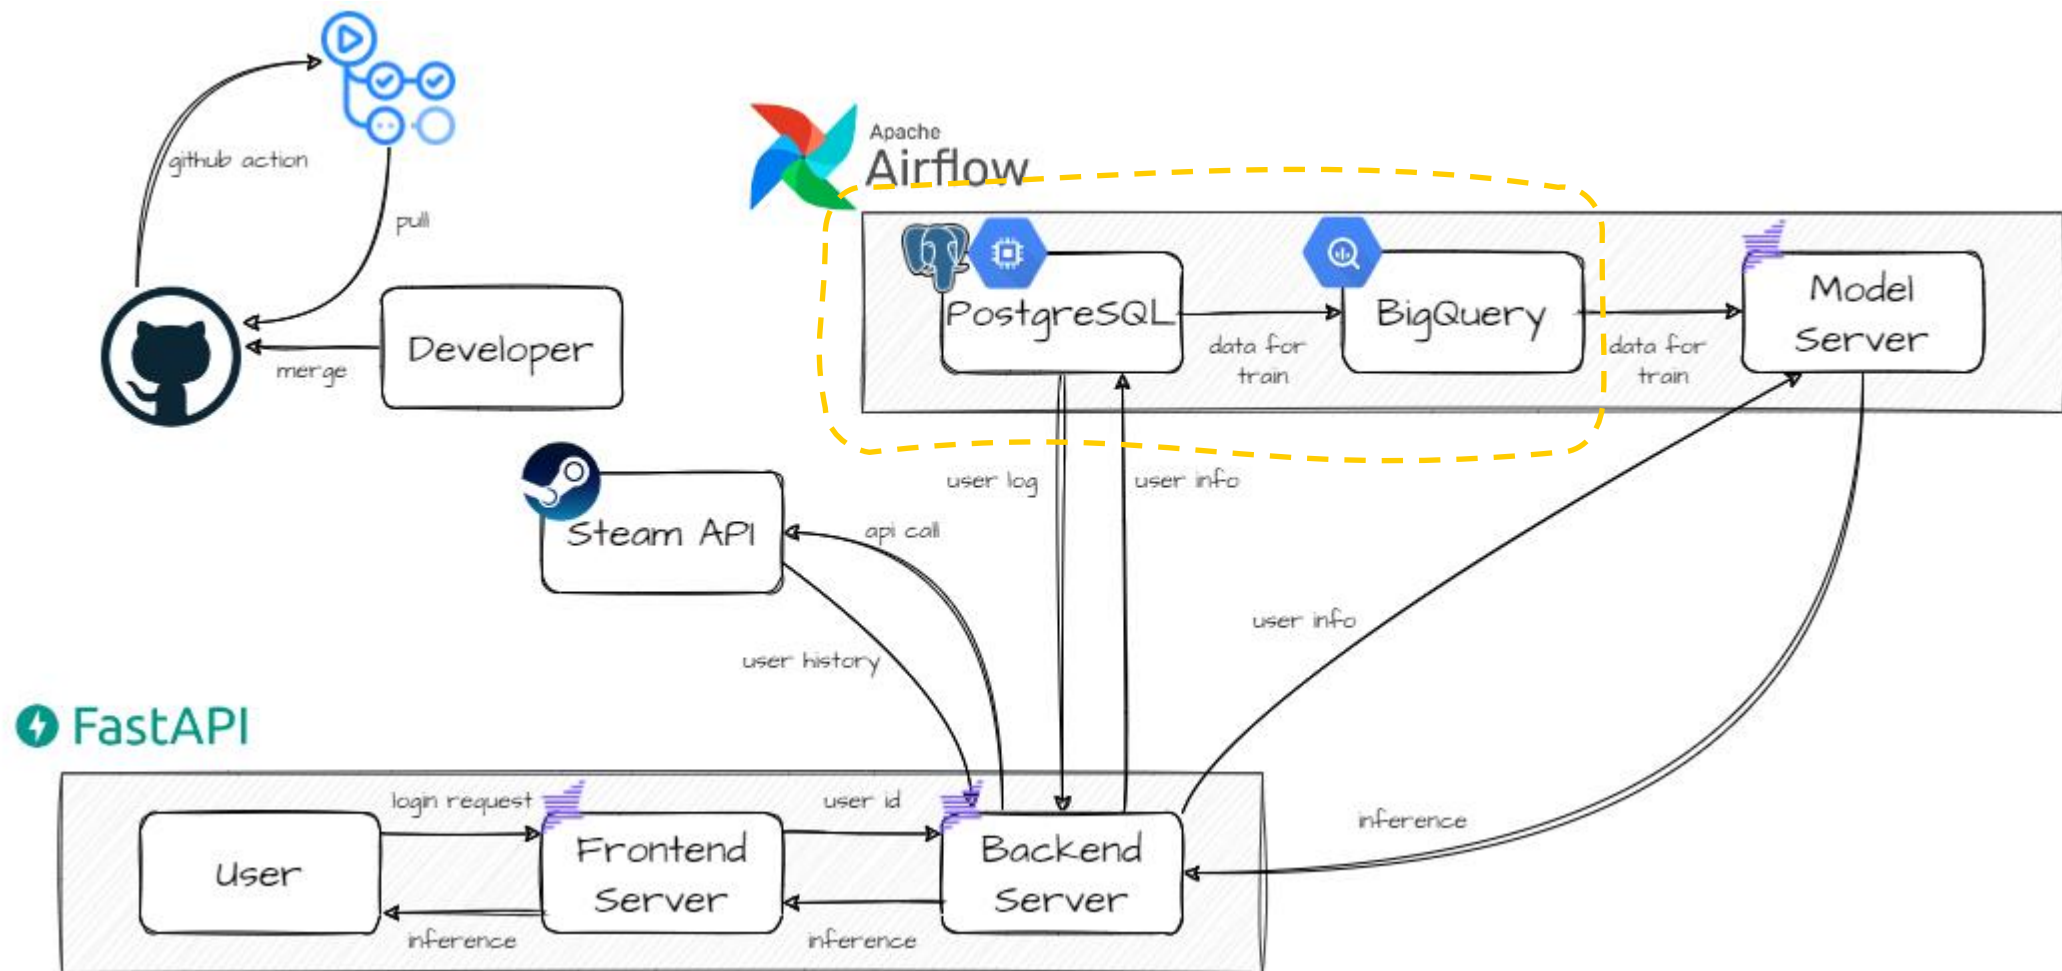 github action
pull
Developer
merge
Apache
Airflow
PostgreSQL
data for
train
BigQuery
data for
train
Model
Server
Steam API
api call
user history
user log
user info
user info
inference
FastAPI
User
login request
inference
Frontend
Server
user id
inference
Backend
Server